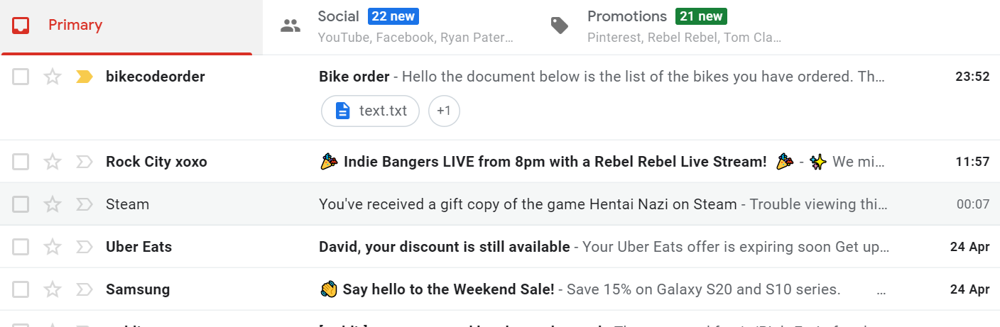 Primary
Social 22 new
YouTube, Facebook, Ryan Pater…
Promotions 21 new
Pinterest, Rebel Rebel, Tom Cla…
bikecodeorder Bike order - Hello the document below is the list of the bikes you have ordered. Th… 23:52
text.txt +1
Rock City xoxo 🎉 Indie Bangers LIVE from 8pm with a Rebel Rebel Live Stream! 🎉 - ✨ We mi… 11:57
Steam You've received a gift copy of the game Hentai Nazi on Steam - Trouble viewing thi… 00:07
Uber Eats David, your discount is still available - Your Uber Eats offer is expiring soon Get up… 24 Apr
Samsung 👋 Say hello to the Weekend Sale! - Save 15% on Galaxy S20 and S10 series. … 24 Apr